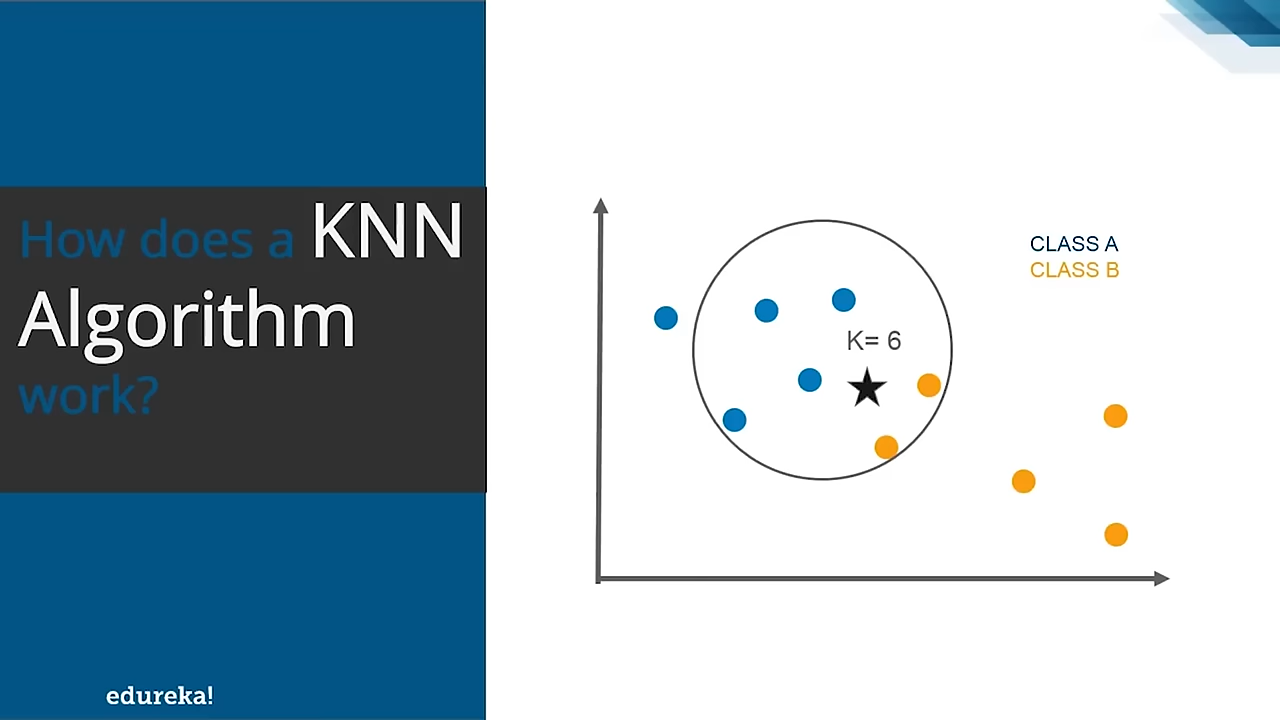 How does a KNN
Algorithm
work?
CLASS A
CLASS B
K= 6
edureka!